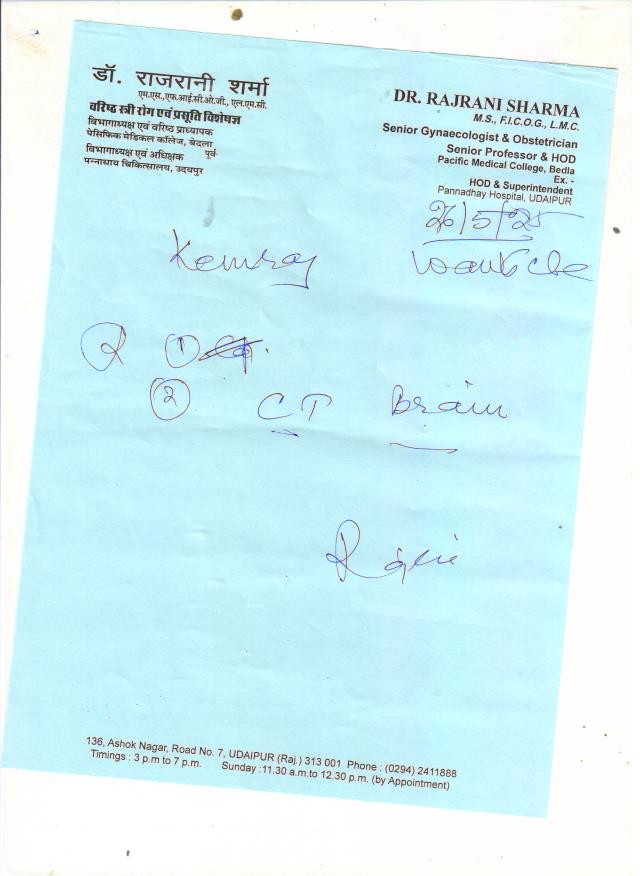 डॉ. राजरानी शर्मा
एम.एस.,एफ.आई.सी.ओ.जी., एल.एम.सी.
वरिष्ठ स्त्री रोग एवं प्रसूति विशेषज्ञ
विभागाध्यक्ष एवं वरिष्ठ प्राध्यापक
पेसिफिक मेडिकल कॉलेज, बेदला
पूर्व-
विभागाध्यक्ष एवं अधिक्षक
पन्नाधाय चिकित्सालय, उदयपुर
DR. RAJRANI SHARMA
M.S., F.I.C.O.G., L.M.C.
Senior Gynaecologist & Obstetrician
Senior Professor & HOD
Pacific Medical College, Bedla
Ex. -
HOD & Superintendent
Pannadhay Hospital, UDAIPUR
26/5/25
R ①
② CT Brain
136, Ashok Nagar, Road No. 7, UDAIPUR (Raj.) 313 001 Phone : (0294) 2411888
Timings : 3 p.m to 7 p.m. Sunday :11.30 a.m.to 12.30 p.m. (by Appointment)